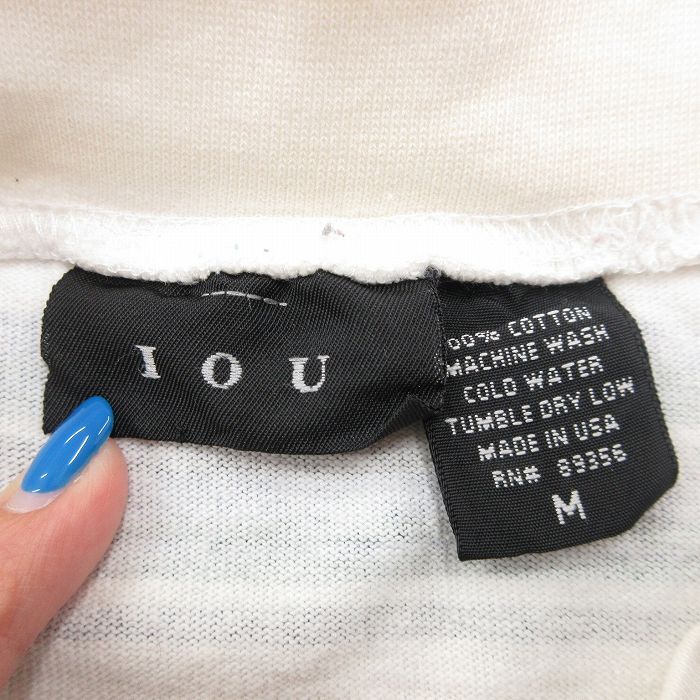 IOU
00% COTTON
MACHINE WASH
COLD WATER
TUMBLE DRY LOW
MADE IN USA
RN# 83356
M